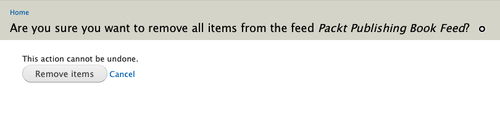 Home
Are you sure you want to remove all items from the feed Packt Publishing Book Feed?
This action cannot be undone.
Remove items Cancel